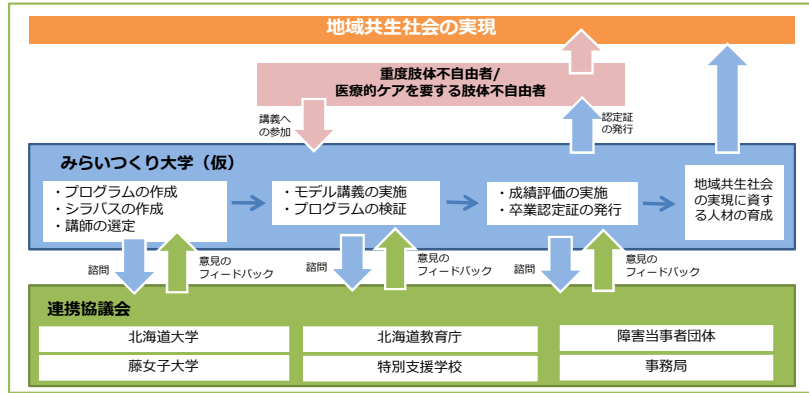 地域共生社会の実現
重度肢体不自由者/
医療的ケアを要する肢体不自由者
講義へ
の参加
認定証
の発行
みらいつくり大学（仮）
・プログラムの作成
・シラバスの作成
・講師の選定
・モデル講義の実施
・プログラムの検証
・成績評価の実施
・卒業認定証の発行
地域共生社会
の実現に資す
る人材の育成
諮問
意見の
フィードバック
諮問
意見の
フィードバック
諮問
意見の
フィードバック
連携協議会
北海道大学
北海道教育庁
障害当事者団体
藤女子大学
特別支援学校
事務局